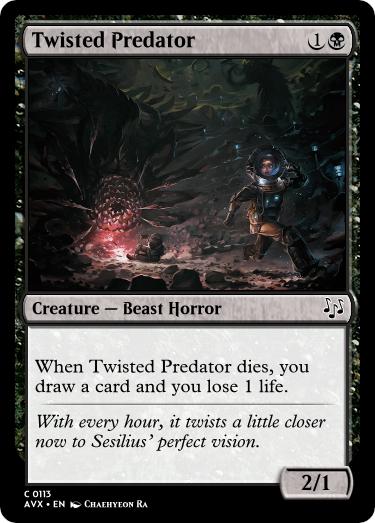 Twisted Predator 1
Creature — Beast Horror
When Twisted Predator dies, you
draw a card and you lose 1 life.
With every hour, it twists a little closer
now to Sesilius' perfect vision.
2/1
C 0113
AVX • EN Chaehyeon Ra